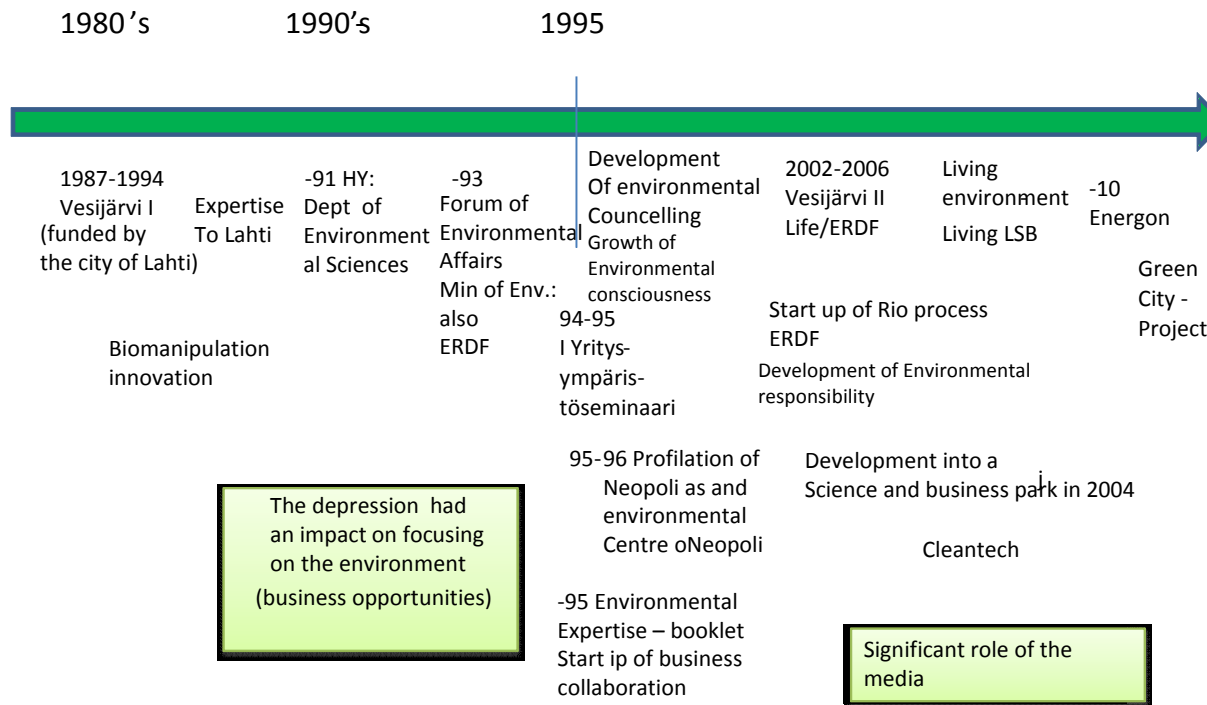 1980's
1990's
1995
1987-1994
Vesijärvi I
(funded by
the city of Lahti)
Expertise
To Lahti
-91 HY:
Dept of
Environment
al Sciences
-93
Forum of
Environmental
Affairs
Min of Env.:
also
ERDF
Development
Of environmental
Councelling
Growth of
Environmental
consciousness
2002-2006
Vesijärvi II
Life/ERDF
Living
environment
Living LSB
-10
Energon
Green
City -
Project
Biomanipulation
innovation
94-95
I Yritys-
ympäris-
töseminaari
Start up of Rio process
ERDF
Development of Environmental
responsibility
95-96 Profilation of
Neopoli as and
environmental
Centre oNeopoli
Development into a
Science and business park in 2004
Cleantech
The depression had
an impact on focusing
on the environment
(business opportunities)
-95 Environmental
Expertise – booklet
Start ip of business
collaboration
Significant role of the
media